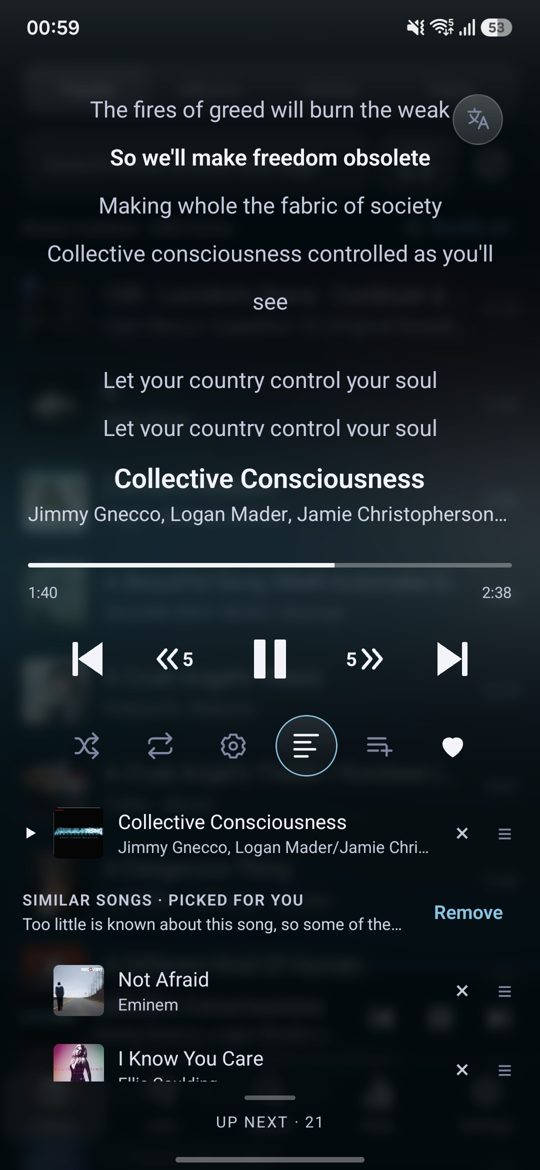 00:59
53
The fires of greed will burn the weak
So we'll make freedom obsolete
Making whole the fabric of society
Collective consciousness controlled as you'll
see
Let your country control your soul
Let your country control your soul
Collective Consciousness
Jimmy Gnecco, Logan Mader, Jamie Christopherson...
1:40
2:38
5
5
Collective Consciousness
Jimmy Gnecco, Logan Mader/Jamie Chri...
SIMILAR SONGS · PICKED FOR YOU
Too little is known about this song, so some of the...
Remove
Not Afraid
Eminem
I Know You Care
Ellie Goulding
UP NEXT · 21